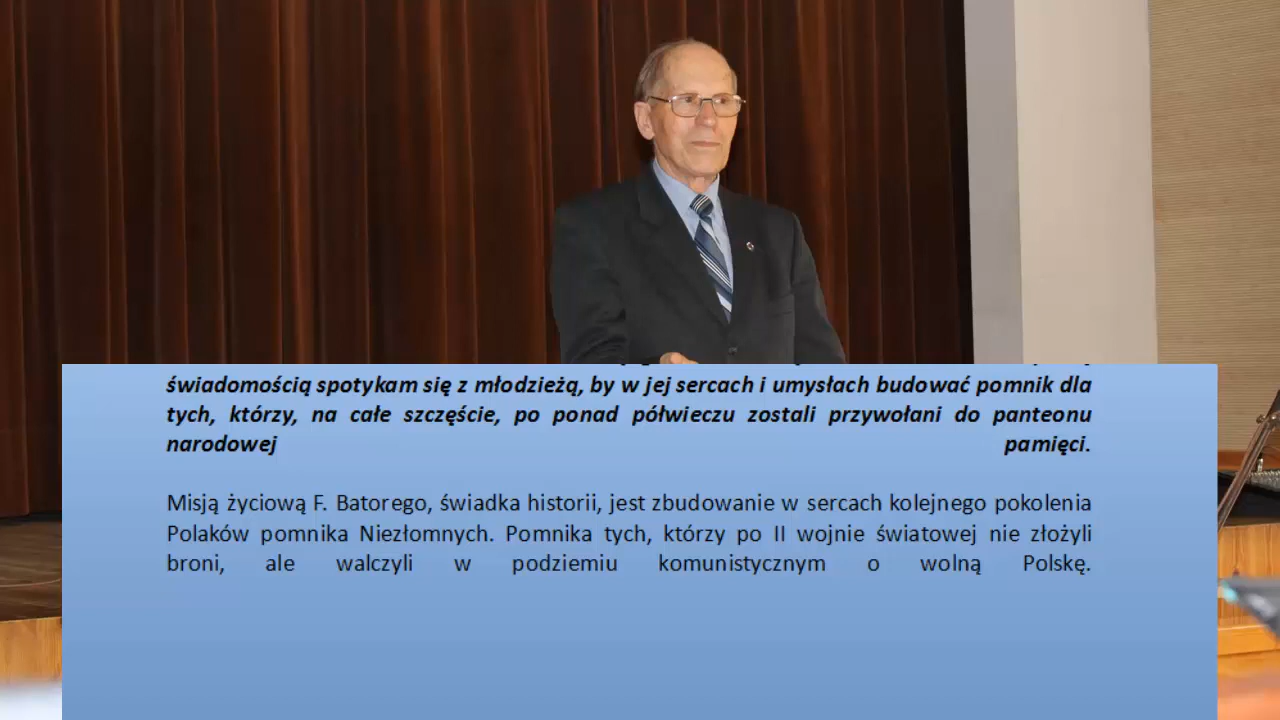 świadomością spotykam się z młodzieżą, by w jej sercach i umysłach budować pomnik dla
tych, którzy, na całe szczęście, po ponad półwieczu zostali przywołani do panteonu
narodowej pamięci.
Misją życiową F. Batorego, świadka historii, jest zbudowanie w sercach kolejnego pokolenia
Polaków pomnika Niezłomnych. Pomnika tych, którzy po II wojnie światowej nie złożyli
broni, ale walczyli w podziemiu komunistycznym o wolną Polskę.